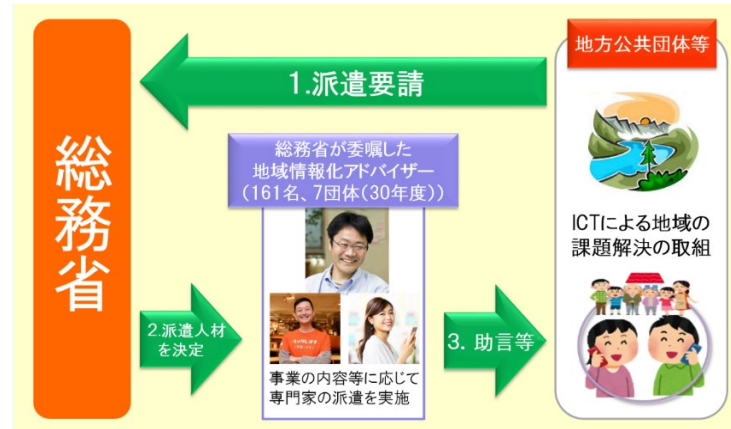 総務省
1.派遣要請
地方公共団体等
総務省が委嘱した
地域情報化アドバイザー
(161名、7団体(30年度))
ICTによる地域の
課題解決の取組
2.派遣人材
を決定
3. 助言等
事業の内容等に応じて
専門家の派遣を実施